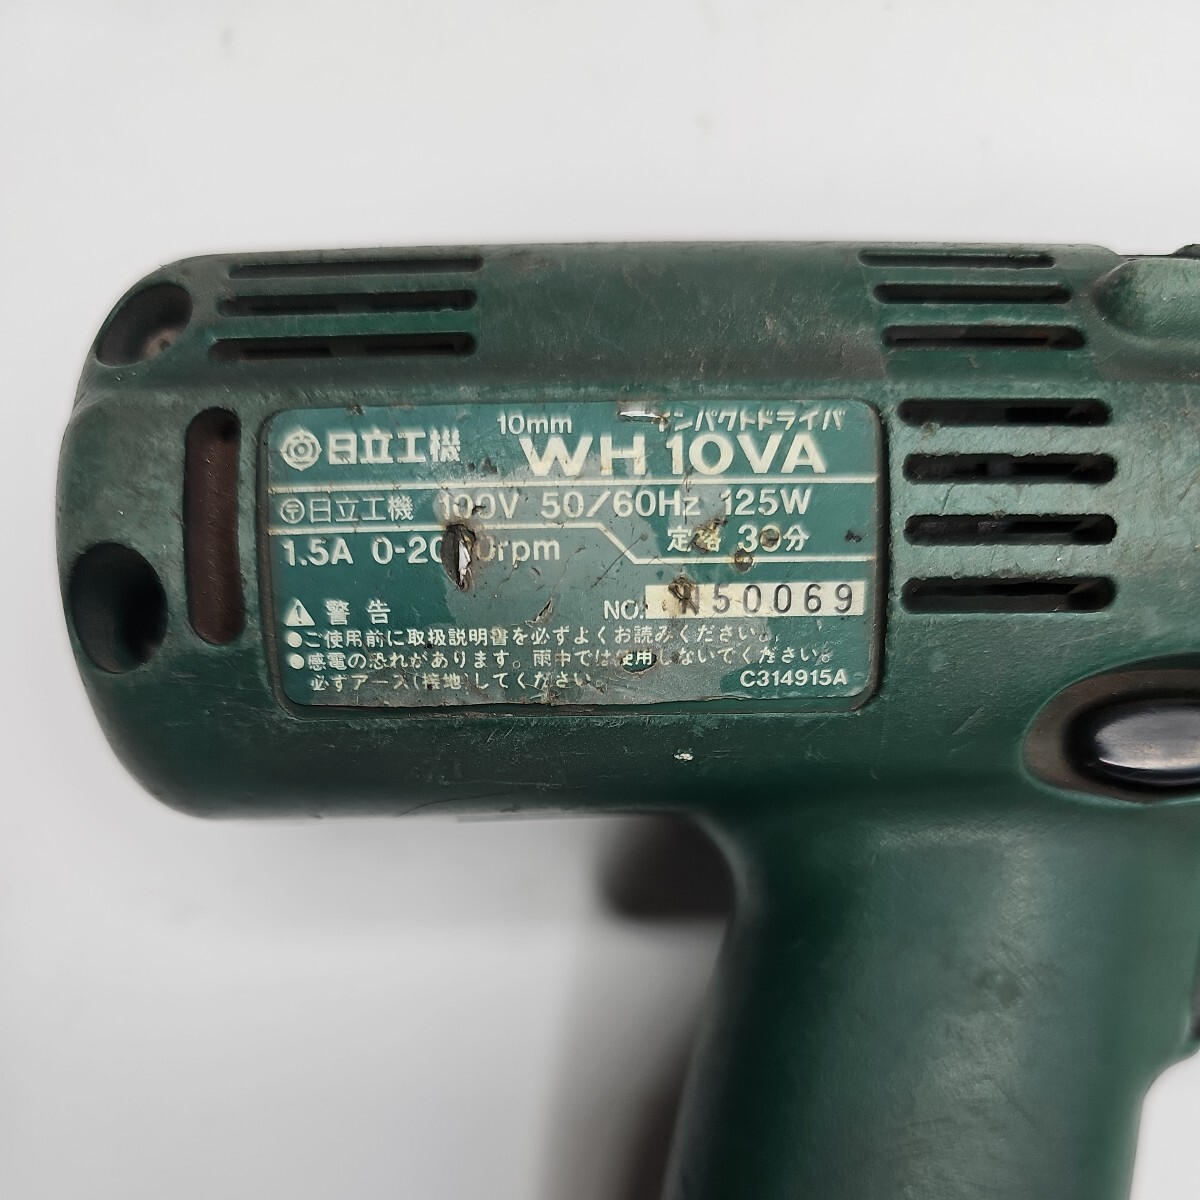 日立工機 10mm ンパクトドライバ
WH 10VA
〒日立工機 100V 50/60Hz 125W
1.5A 定格 30分
警告 NO. 50069
●ご使用前に取扱説明書を必ずよくお読みください。
●感電の恐れがあります。雨中では使用しないでください。
必ずアース(接地)してください。 C314915A